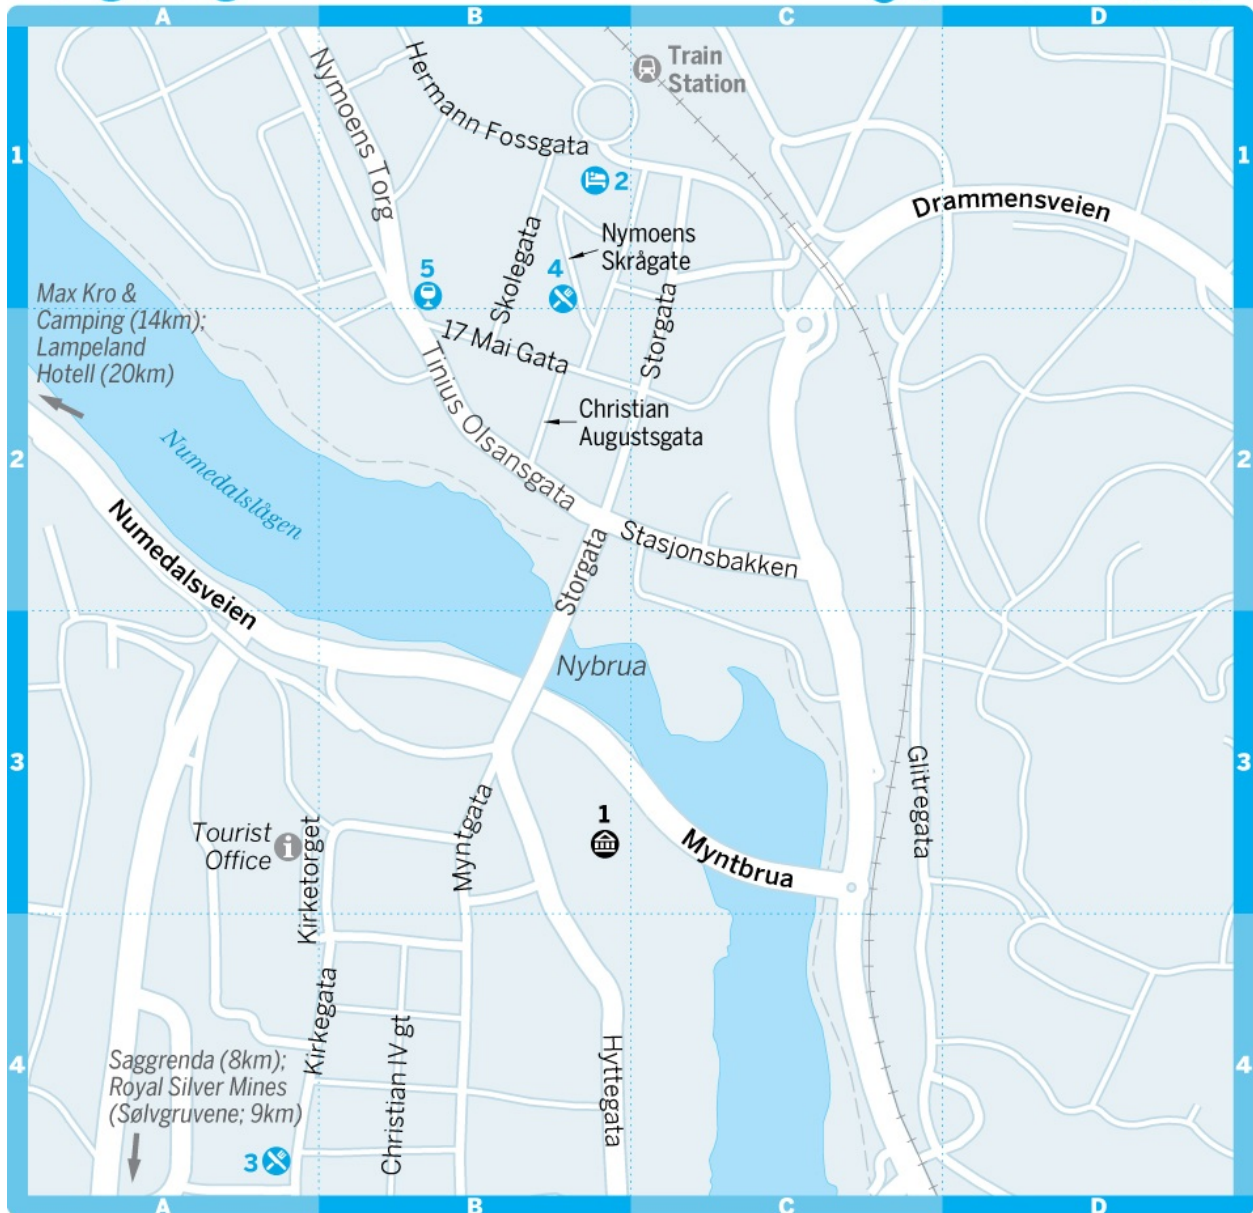 A
B
C
D
Train
Station
Hermann Fossgata
Nymoens Torg
1
1
2
Drammensveien
Skolegata
Nymoens
Skrågate
5
4
Max Kro &
Camping (14km);
Lampeland
Hotell (20km)
Storgata
17 Mai Gata
Tinius Olsansgata
Christian
Augustsgata
2
2
Numedalslågen
Numedalsveien
Stasjonsbakken
Storgata
Nybrua
3
3
Glitregata
Myntgata
1
Tourist
Office
Kirketorget
Myntbrua
Kirkegata
Christian IV gt
Hyttegata
4
4
Saggrenda (8km);
Royal Silver Mines
(Sølvgruvene; 9km)
3
A
B
C
D